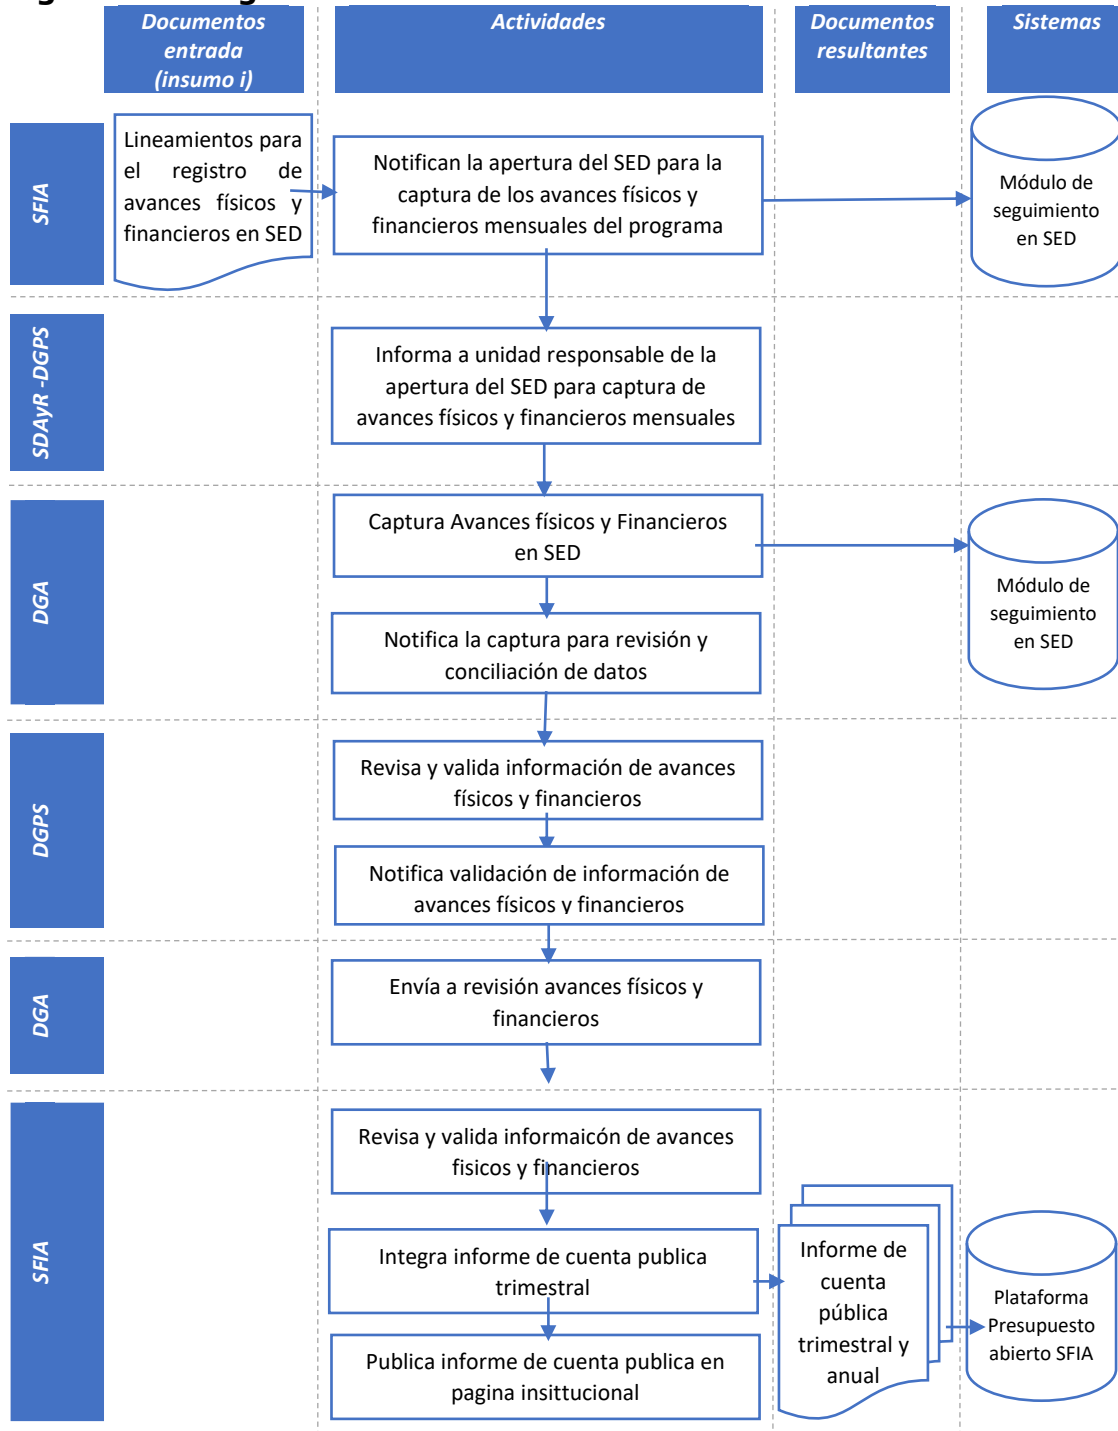 Documentos
entrada
(insumo i)
Actividades
Documentos
resultantes
Sistemas
SFIA
Lineamientos para
el registro de
avances físicos y
financieros en SED
Notifican la apertura del SED para la
captura de los avances físicos y
financieros mensuales del programa
Módulo de
seguimiento
en SED
SDAyR -DGPS
Informa a unidad responsable de la
apertura del SED para captura de
avances físicos y financieros mensuales
DGA
Captura Avances físicos y Financieros
en SED
Módulo de
seguimiento
en SED
Notifica la captura para revisión y
conciliación de datos
DGPS
Revisa y valida información de avances
físicos y financieros
Notifica validación de información de
avances físicos y financieros
DGA
Envía a revisión avances físicos y
financieros
SFIA
Revisa y valida informaicón de avances
fisicos y financieros
Integra informe de cuenta publica
trimestral
Informe de
cuenta
pública
trimestral y
anual
Plataforma
Presupuesto
abierto SFIA
Publica informe de cuenta publica en
pagina insittucional